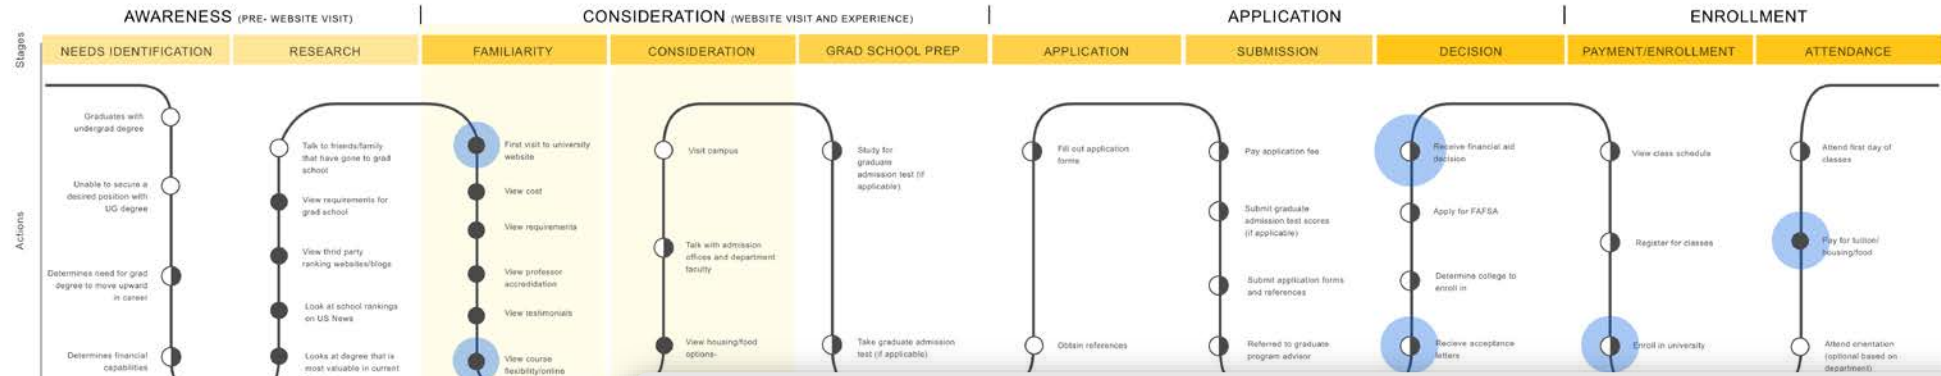 AWARENESS (PRE- WEBSITE VISIT)
CONSIDERATION (WEBSITE VISIT AND EXPERIENCE)
APPLICATION
ENROLLMENT
Stages
NEEDS IDENTIFICATION
RESEARCH
FAMILIARITY
CONSIDERATION
GRAD SCHOOL PREP
APPLICATION
SUBMISSION
DECISION
PAYMENT/ENROLLMENT
ATTENDANCE
Actions
Graduates with
undergrad degree
Unable to secure a
desired position with
UG degree
Determines need for grad
degree to move upward
in career
Determines financial
capabilities
Talk to friends/family
that have gone to grad
school
View requirements for
grad school
View thrid party
ranking websites/blogs
Look at school rankings
on US News
Looks at degree that is
most valuable in current
First visit to university
website
View cost
View requirements
View professor
accredidation
View testimonials
View course
flexibility/online
Visit campus
Talk with admission
offices and department
faculty
View housing/food
options-
Study for
graduate
admission test (if
applicable)
Take graduate admission
test (if applicable)
Fill out application
forms
Obtain references
Pay application fee
Submit graduate
admission test scores
(if applicable)
Submit application forms
and references
Referred to graduate
program advisor
Receive financial aid
decision
Apply for FAFSA
Determine college to
enroll in
Recieve acceptance
letters
View class schedule
Register for classes
Enroll in university
Attend first day of
classes
Pay for tuition/
housing/food
Attend orientation
(optional based on
department)